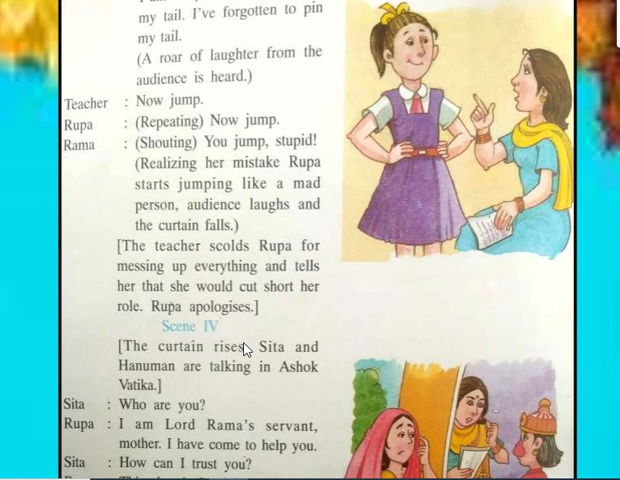 my tail. I've forgotten to pin
my tail.
(A roar of laughter from the
audience is heard.)
Teacher : Now jump.
Rupa : (Repeating) Now jump.
Rama : (Shouting) You jump, stupid!
(Realizing her mistake Rupa
starts jumping like a mad
person, audience laughs and
the curtain falls.)
[The teacher scolds Rupa for
messing up everything and tells
her that she would cut short her
role. Rupa apologises.]
Scene IV
[The curtain rises. Sita and
Hanuman are talking in Ashok
Vatika.]
Sita : Who are you?
Rupa : I am Lord Rama's servant,
mother. I have come to help you.
Sita : How can I trust you?